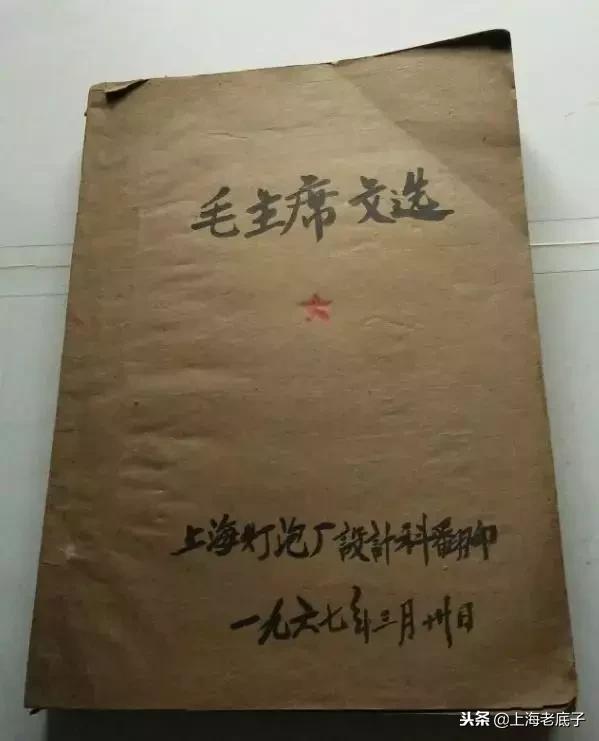 毛主席文选
上海灯泡厂設計科翻印
一九六七年三月卅日
头条@上海老底子